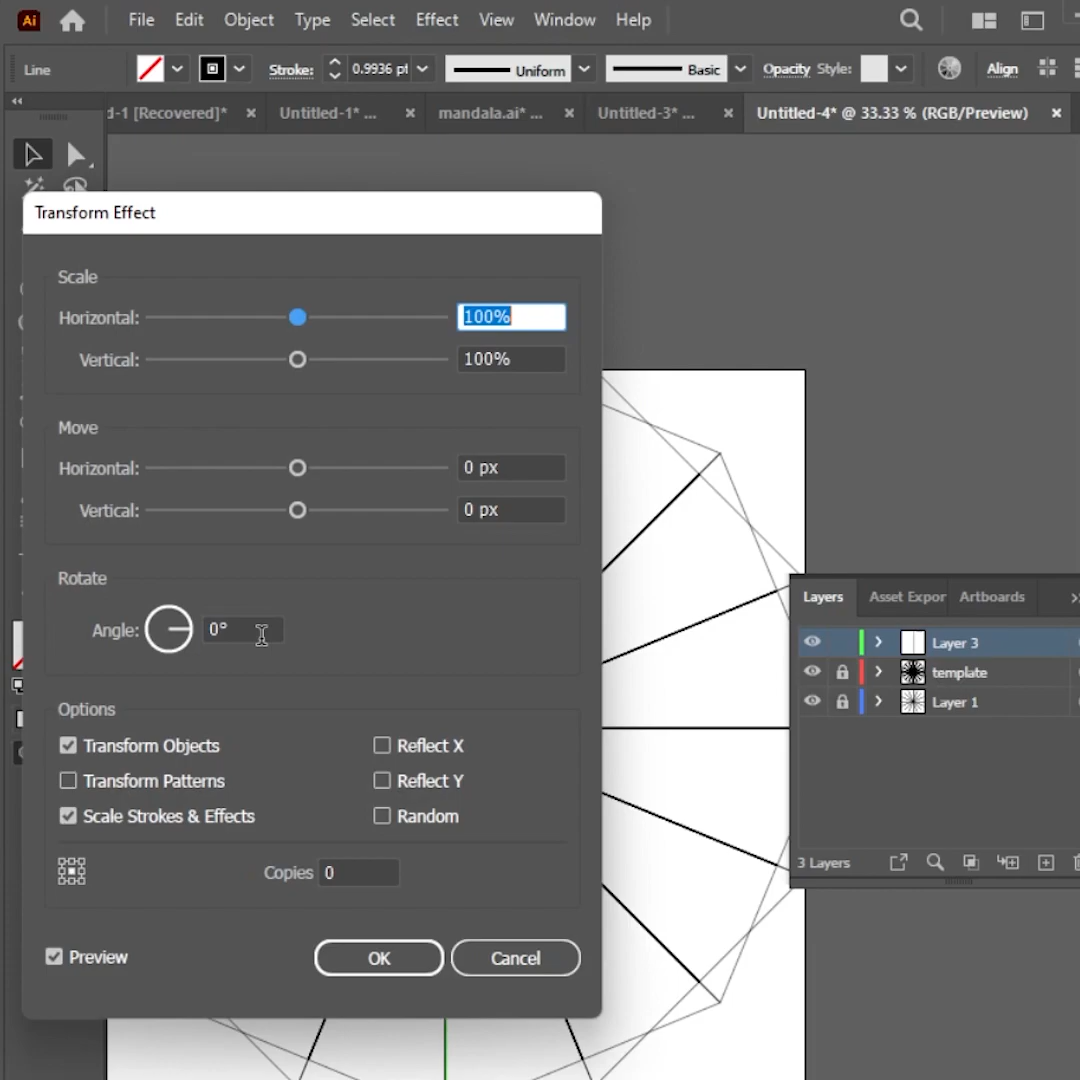 Ai File Edit Object Type Select Effect View Window Help
Line Stroke: 0.9936 pt Uniform Basic Opacity Style: Align
d-1 [Recovered]* × Untitled-1* ... × mandala.ai* ... × Untitled-3* ... × Untitled-4* @ 33.33 % (RGB/Preview) ×
Transform Effect
Scale
Horizontal: 100%
Vertical: 100%
Move
Horizontal: 0 px
Vertical: 0 px
Rotate
Angle: 0°
Options
Transform Objects Reflect X
Transform Patterns Reflect Y
Scale Strokes & Effects Random
Copies 0
Preview OK Cancel
Layers Asset Expor Artboards
Layer 3
template
Layer 1
3 Layers